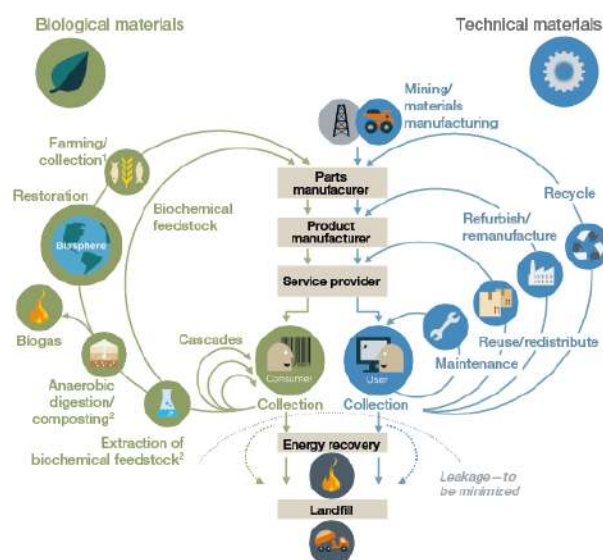 Biological materials
Technical materials
Mining/
materials
manufacturing
Farming/
collection¹
Parts
manufacurer
Recycle
Restoration
Biochemical
feedstock
Refurbish/
remanufacture
Product
manufacturer
Biosphere
Service provider
Biogas
Cascades
Reuse/redistribute
Maintenance
Consumer
User
Anaerobic
digestion/
composting²
Collection
Collection
Extraction of
biochemical feedstock²
Energy recovery
Leakage—to
be minimized
Landfill